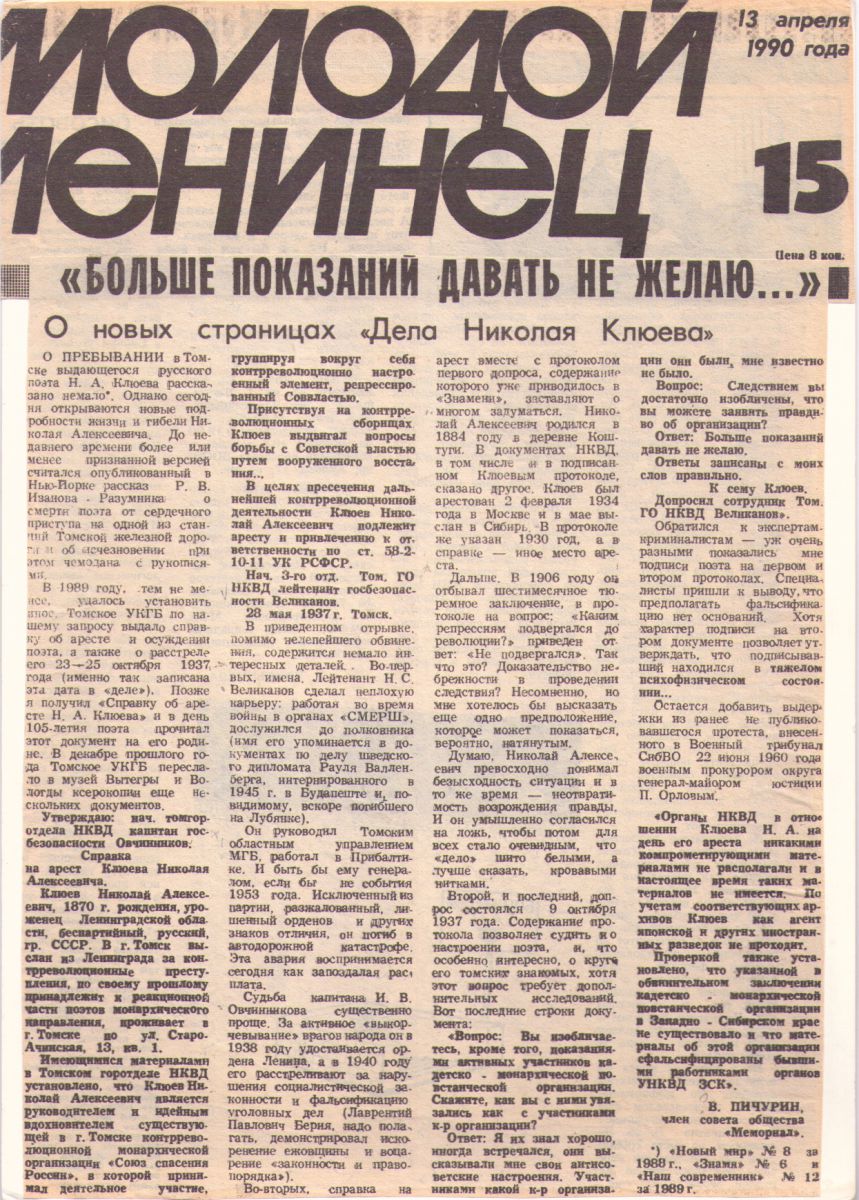 МОЛОДОЙ
ЛЕНИНЕЦ
13 апреля
1990 года
15
Цена 8 коп.
«БОЛЬШЕ ПОКАЗАНИЙ ДАВАТЬ НЕ ЖЕЛАЮ...»
О новых страницах «Дела Николая Клюева»
О ПРЕБЫВАНИИ в Том-
ске выдающегося русского
поэта Н. А. Клюева расска-
зано немало*. Однако сегод-
ня открываются новые под-
робности жизни и гибели Ни-
колая Алексеевича. До не-
давнего времени более или
менее признанной версией
считался опубликованный в
Нью-Йорке рассказ Р. В.
Иванова - Разумника о
смерти поэта от сердечного
приступа на одной из стан-
ций Томской железной доро-
ги и об исчезновении при
этом чемодана с рукопися-
ми.
В 1989 году, тем не ме-
нее, удалось установить
иное. Томское УКГБ по на-
шему запросу выдало справ-
ку об аресте и осуждении
поэта, а также о расстреле
его 23—25 октября 1937
года (именно так записана
эта дата в «деле»). Позже
я получил «Справку об аре-
сте Н. А. Клюева» и в день
105-летия поэта прочитал
этот документ на его роди-
не. В декабре прошлого го-
да Томское УКГБ пересла-
ло в музей Вытегры и Во-
логды ксерокопии еще не-
скольких документов.
Утверждаю: нач. томгор-
отдела НКВД капитан гос-
безопасности Овчинников.
Справка
на арест Клюева Николая
Алексеевича.
Клюев Николай Алексе-
евич, 1870 г. рождения, уро-
женец Ленинградской обла-
сти, беспартийный, русский,
гр. СССР. В г. Томск вы-
слан из Ленинграда за кон-
трреволюционные престу-
пления, по своему прошлому
принадлежит к реакционной
части поэтов монархического
направления, проживает в
г. Томске по ул. Старо-
Ачинская, 13, кв. 1.
Имеющимися материалами
в Томском горотделе НКВД
установлено, что Клюев Ни-
колай Алексеевич является
руководителем и идейным
вдохновителем существую-
щей в г. Томске контррево-
люционной монархической
организации «Союз спасения
России», в которой прини-
мал деятельное участие,
группируя вокруг себя
контрреволюционно настро-
енный элемент, репрессиро-
ванный Соввластью.
Присутствуя на контрре-
волюционных сборищах,
Клюев выдвигал вопросы
борьбы с Советской властью
путем вооруженного восста-
ния...
В целях пресечения даль-
нейшей контрреволюционной
деятельности Клюев Нико-
лай Алексеевич подлежит
аресту и привлечению к от-
ветственности по ст. 58-2-
10-11 УК РСФСР.
Нач. 3-го отд. Том. ГО
НКВД лейтенант госбезопас-
ности Великанов.
28 мая 1937 г. Томск.
В приведенном отрывке,
помимо нелепейшего обвине-
ния, содержится немало ин-
тересных деталей. Во-пер-
вых, имена. Лейтенант Н. С.
Великанов сделал неплохую
карьеру: работая во время
войны в органах «СМЕРШ»,
дослужился до полковника
(имя его упоминается в до-
кументах по делу шведско-
го дипломата Рауля Валлен-
берга, интернированного в
1945 г. в Будапеште и, по-
видимому, вскоре погибшего
на Лубянке).
Он руководил Томским
областным управлением
МГБ, работал в Прибалти-
ке. И быть бы ему генера-
лом, если бы не события
1953 года. Исключенный из
партии, разжалованный, ли-
шенный орденов и других
знаков отличия, он погиб в
автодорожной катастрофе.
Эта авария воспринимается
сегодня как запоздалая рас-
плата.
Судьба капитана И. В.
Овчинникова существенно
проще. За активное «выкор-
чевывание» врагов народа он в
1938 году удостаивается ор-
дена Ленина, а в 1940 году
его расстреливают за нару-
шения социалистической за-
конности и фальсификацию
уголовных дел (Лаврентий
Павлович Берия, надо пола-
гать, демонстрировал иско-
ренение ежовщины и воца-
рение «законности и право-
порядка»).
Во-вторых, справка на
арест вместе с протоколом
первого допроса, содержание
которого уже приводилось в
«Знамени», заставляют о
многом задуматься. Нико-
лай Алексеевич родился в
1884 году в деревне Кош-
туги. В документах НКВД,
в том числе и в подписан-
ном Клюевым протоколе,
сказано другое. Клюев был
арестован 2 февраля 1934
года в Москве и в мае вы-
слан в Сибирь. В протоколе
же указан 1930 год, а в
справке — иное место аре-
ста.
Дальше. В 1906 году он
отбывал шестимесячное тю-
ремное заключение, в про-
токоле на вопрос: «Каким
репрессиям подвергался до
революции?» приведен от-
вет: «Не подвергался». Так
что это? Доказательство не-
брежности в проведении
следствия? Несомненно, но
мне хотелось бы высказать
еще одно предположение,
которое может показаться,
вероятно, натянутым.
Думаю, Николай Алексе-
евич превосходно понимал
безысходность ситуации и в
то же время — неотврати-
мость возрождения правды.
И он умышленно согласился
на ложь, чтобы потом для
всех стало очевидным, что
«дело» шито белыми, а
лучше сказать, кровавыми
нитками.
Второй, и последний, доп-
рос состоялся 9 октября
1937 года. Содержание про-
токола позволяет судить и о
настроении поэта, и, что
особенно интересно, о круге
его томских знакомых, хотя
этот вопрос требует допол-
нительных исследований.
Вот последние строки до-
кумента:
«Вопрос: Вы изобличае-
тесь, кроме того, показания-
ми активных участников ка-
детско - монархической по-
встанческой организации.
Скажите, как вы с ними увя-
зались как с участниками
к-р организации?
Ответ: Я их знал хорошо,
иногда встречался, они вы-
сказывали мне свои антисо-
ветские настроения. Участ-
никами какой к-р организа-
ции они были, мне известно
не было.
Вопрос: Следствием вы
достаточно изобличены, что
вы можете заявить правди-
во об организации?
Ответ: Больше показаний
давать не желаю.
Ответы записаны с моих
слов правильно.
К сему Клюев.
Допросил сотрудник Том.
ГО НКВД Великанов».
Обратился к экспертам-
криминалистам — уж очень
разными показались мне
подписи поэта на первом и
втором протоколах. Специа-
листы пришли к выводу, что
предполагать фальсифика-
цию нет оснований. Хотя
характер подписи на вто-
ром документе позволяет ут-
верждать, что подписывав-
ший находился в тяжелом
психофизическом состоя-
нии...
Остается добавить выдер-
жки из ранее не публико-
вавшегося протеста, внесен-
ного в Военный трибунал
СибВО 22 июня 1960 года
военным прокурором округа
генерал-майором юстиции
П. Орловым.
«Органы НКВД в отно-
шении Клюева Н. А. на
день его ареста никакими
компрометирующими мате-
риалами не располагали и в
настоящее время таких ма-
териалов не имеется. По
учетам соответствующих ар-
хивов Клюев как агент
японской и других иностран-
ных разведок не проходит.
Проверкой также уста-
новлено, что указанной в
обвинительном заключении
кадетско - монархической
повстанческой организации
в Западно - Сибирском крае
не существовало и что мате-
риалы об этой организации
сфальсифицированы бывши-
ми работниками органов
УНКВД ЗСК».
В. ПИЧУРИН,
член совета общества
«Мемориал».
*) «Новый мир» № 8 за
1988 г., «Знамя» № 6 и
«Наш современник» № 12
за 1989 г.